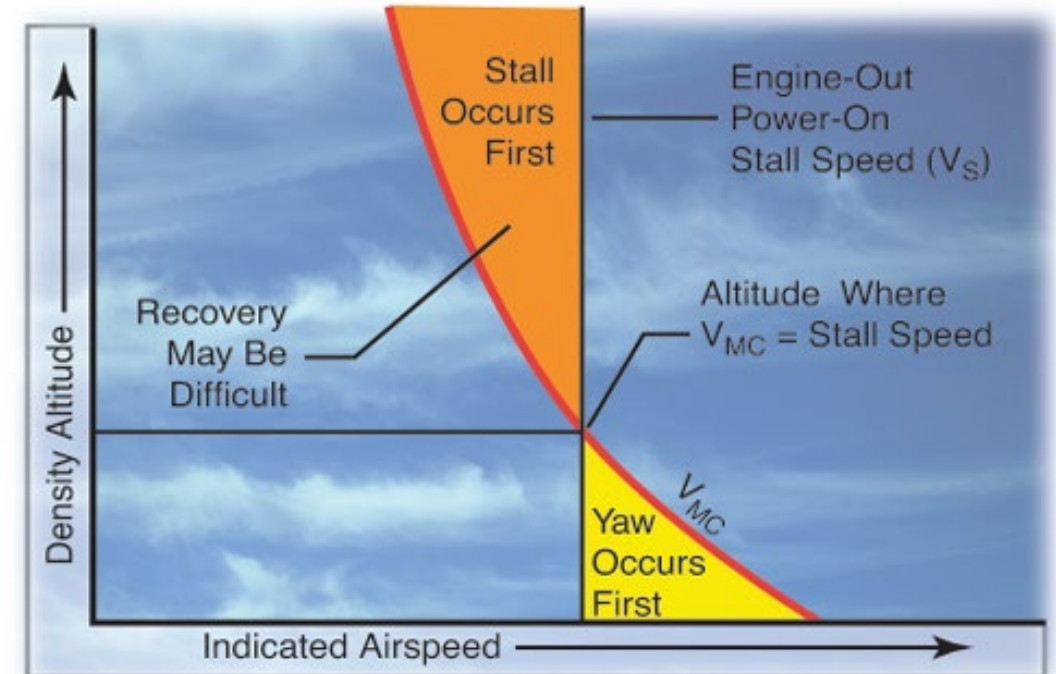 Stall
Occurs
First
Engine-Out
Power-On
Stall Speed (VS)
Recovery
May Be
Difficult
Altitude Where
VMC = Stall Speed
Density Altitude
VMC
Yaw
Occurs
First
Indicated Airspeed